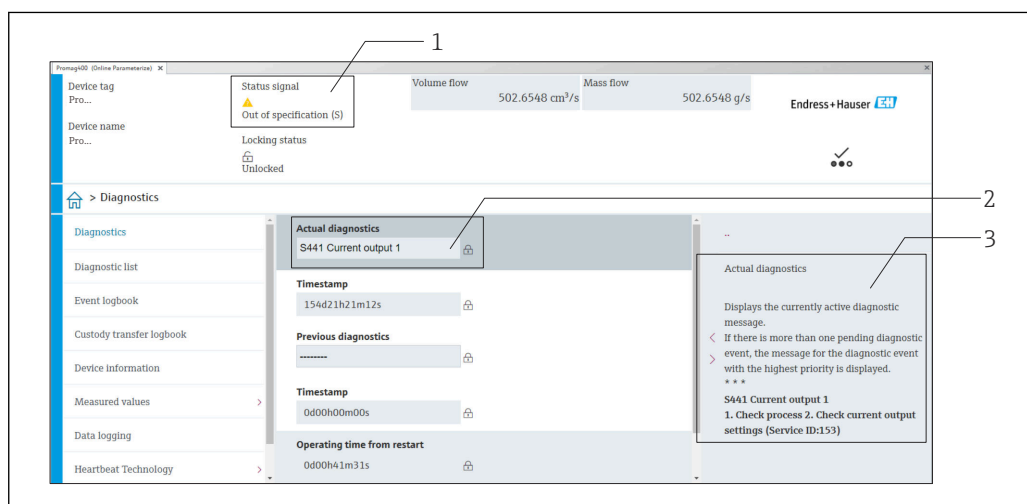 1
Promag400 (Online Parameterize) ×
×
Device tag
Pro...
Device name
Pro...
Status signal
Out of specification (S)
Locking status
Unlocked
Volume flow
502.6548 cm³/s
Mass flow
502.6548 g/s
Endress+Hauser EH
> Diagnostics
2
3
Diagnostics
Diagnostic list
Event logbook
Custody transfer logbook
Device information
Measured values >
Data logging
Heartbeat Technology >
Actual diagnostics
S441 Current output 1
Timestamp
154d21h21m12s
Previous diagnostics
--------
Timestamp
0d00h00m00s
Operating time from restart
0d00h41m31s
..
Actual diagnostics
Displays the currently active diagnostic
message.
If there is more than one pending diagnostic
event, the message for the diagnostic event
with the highest priority is displayed.
* * *
S441 Current output 1
1. Check process 2. Check current output
settings (Service ID:153)